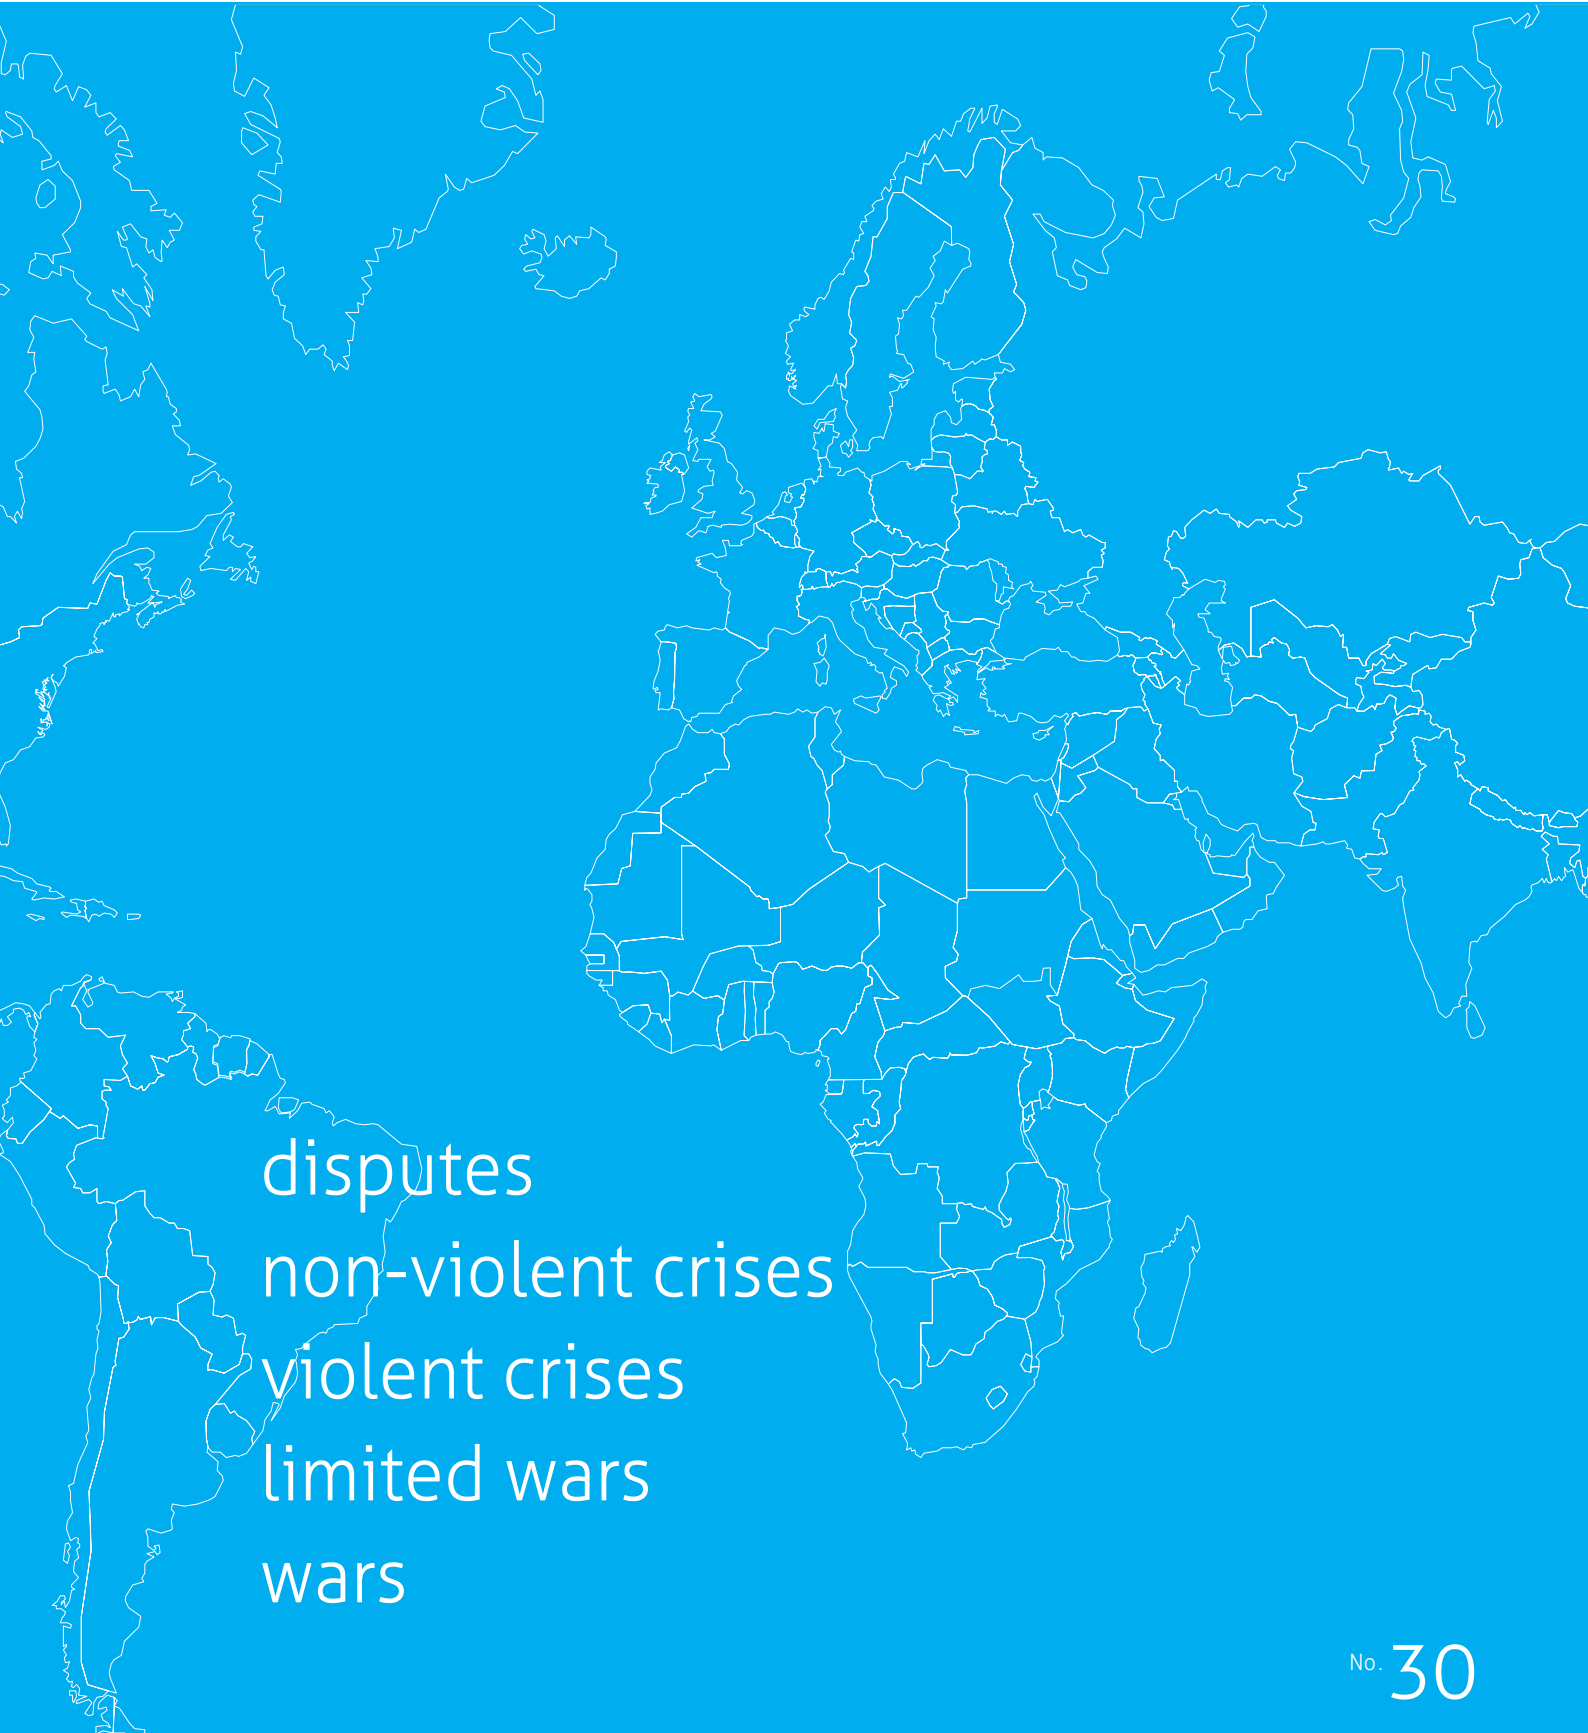 disputes
non-violent crises
violent crises
limited wars
wars
No. 30